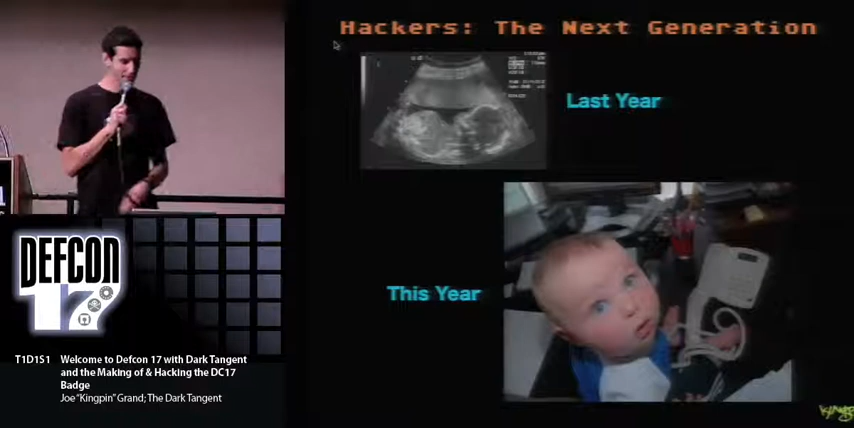 Hackers: The Next Generation
Last Year
This Year
DEFCON
17
T1D1S1 Welcome to Defcon 17 with Dark Tangent
and the Making of & Hacking the DC17
Badge
Joe "Kingpin" Grand; The Dark Tangent